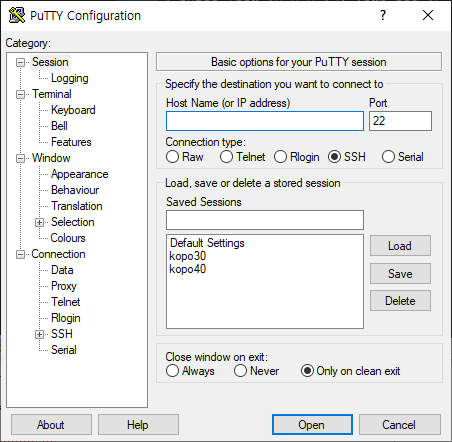 PuTTY Configuration
?
Category:
Session
Logging
Terminal
Keyboard
Bell
Features
Window
Appearance
Behaviour
Translation
Selection
Colours
Connection
Data
Proxy
Telnet
Rlogin
SSH
Serial
Basic options for your PuTTY session
Specify the destination you want to connect to
Host Name (or IP address) Port
22
Connection type:
Raw Telnet Rlogin SSH Serial
Load, save or delete a stored session
Saved Sessions
Default Settings
kopo30
kopo40
Load
Save
Delete
Close window on exit:
Always Never Only on clean exit
About Help Open Cancel